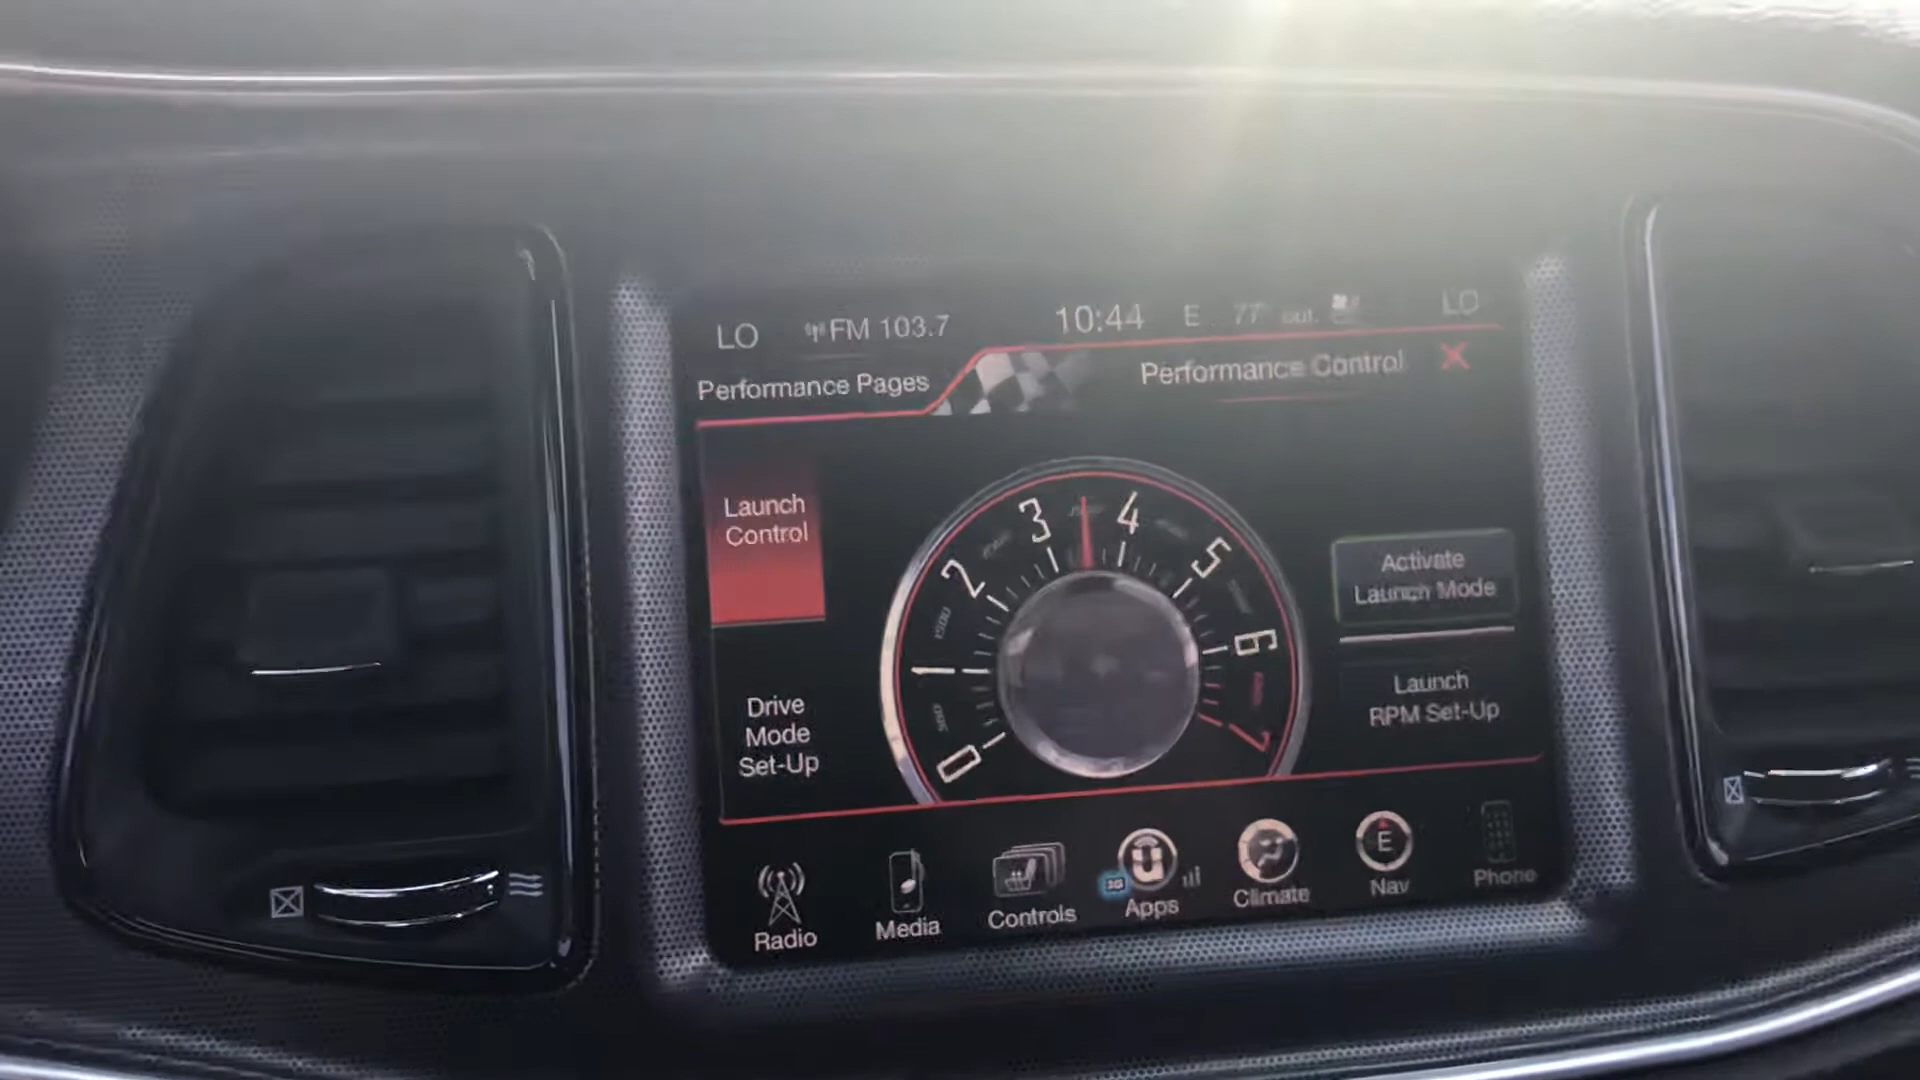 LO
FM 103.7
10:44
E
77
out.
LO
Performance Pages
Performance Control
Launch
Control
Drive
Mode
Set-Up
0
1
1500
2
3
4
5
6
7
Activate
Launch Mode
Launch
RPM Set-Up
Radio
Media
Controls
3G
Apps
Climate
E
Nav
Phone